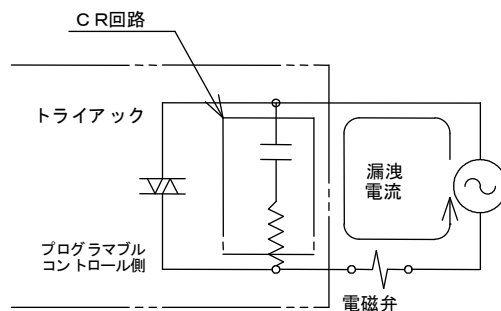 CR回路
トライアック
漏洩
電流
プログラマブル
コントロール側
電磁弁